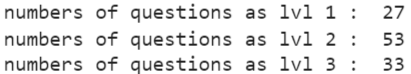 numbers of questions as lvl 1 :  27
numbers of questions as lvl 2 :  53
numbers of questions as lvl 3 :  33